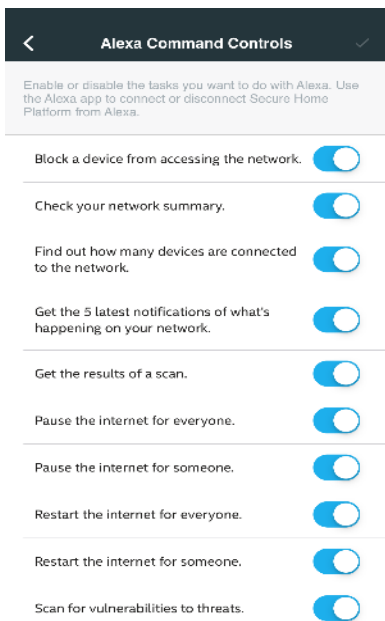 Alexa Command Controls
Enable or disable the tasks you want to do with Alexa. Use
the Alexa app to connect or disconnect Secure Home
Platform from Alexa.
Block a device from accessing the network.
Check your network summary.
Find out how many devices are connected
to the network.
Get the 5 latest notifications of what's
happening on your network.
Get the results of a scan.
Pause the internet for everyone.
Pause the internet for someone.
Restart the internet for everyone.
Restart the internet for someone.
Scan for vulnerabilities to threats.